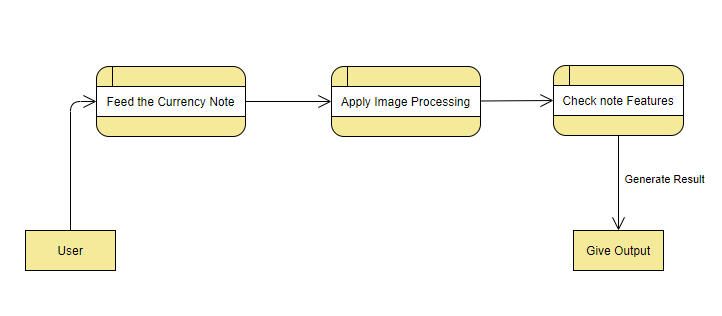 Feed the Currency Note
Apply Image Processing
Check note Features
Generate Result
User
Give Output